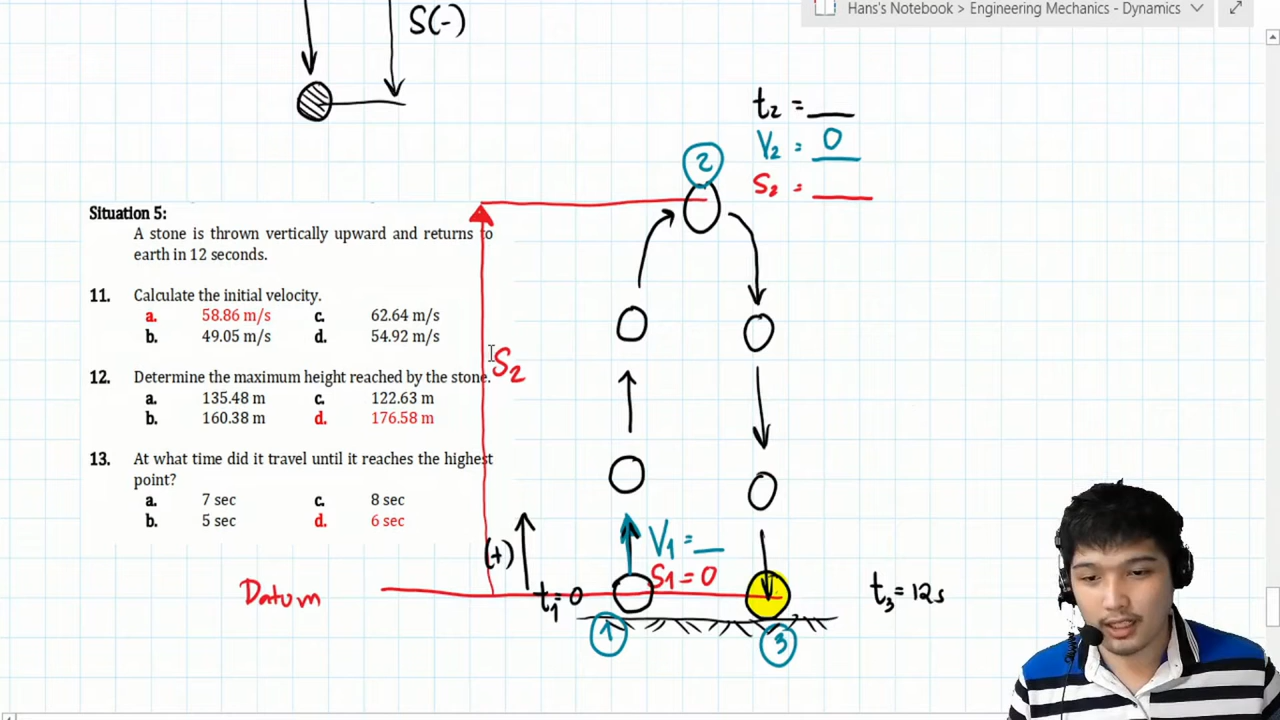 Hans's Notebook > Engineering Mechanics - Dynamics
S(-)
t₂ = __
V₂ = 0
S₂ = __
2
Situation 5:
A stone is thrown vertically upward and returns to
earth in 12 seconds.
11. Calculate the initial velocity.
a. 58.86 m/s c. 62.64 m/s
b. 49.05 m/s d. 54.92 m/s
S₂
12. Determine the maximum height reached by the stone.
a. 135.48 m c. 122.63 m
b. 160.38 m d. 176.58 m
13. At what time did it travel until it reaches the highest
point?
a. 7 sec c. 8 sec
b. 5 sec d. 6 sec
(+)
V₁ = __
S₁ = 0
Datum
t₁ = 0
t₃ = 12s
1
3